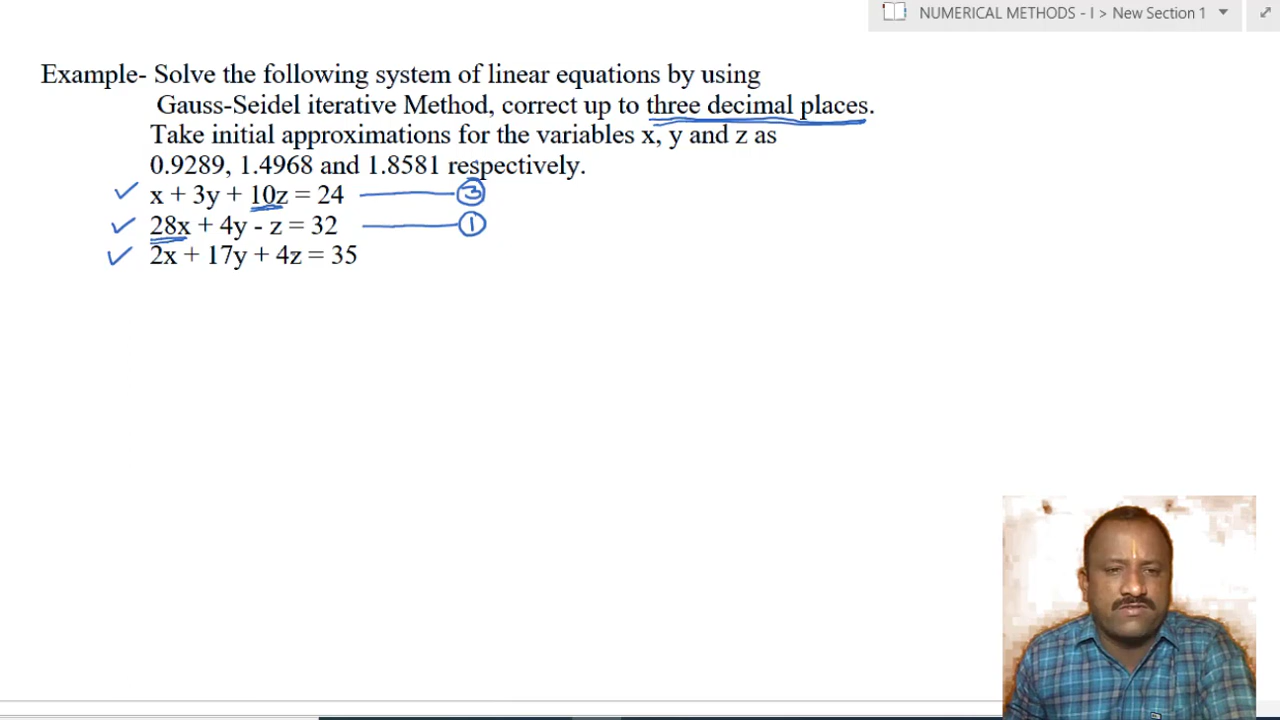 NUMERICAL METHODS - I > New Section 1
Example- Solve the following system of linear equations by using
Gauss-Seidel iterative Method, correct up to three decimal places.
Take initial approximations for the variables x, y and z as
0.9289, 1.4968 and 1.8581 respectively.
x + 3y + 10z = 24 ③
28x + 4y - z = 32 ①
2x + 17y + 4z = 35